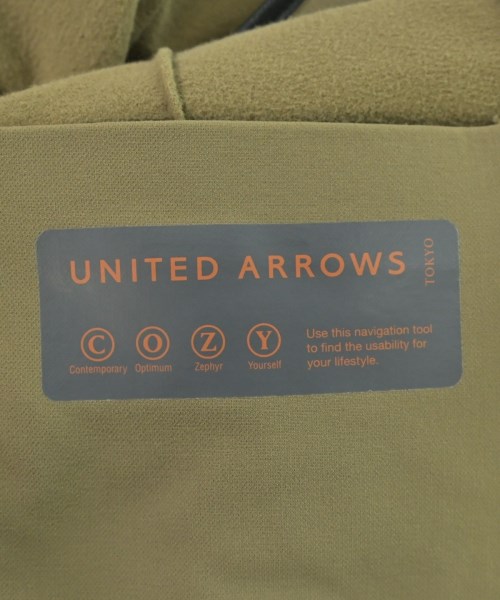 UNITED ARROWS
TOKYO
C O Z Y
Contemporary Optimum Zephyr Yourself
Use this navigation tool
to find the usability for
your lifestyle.